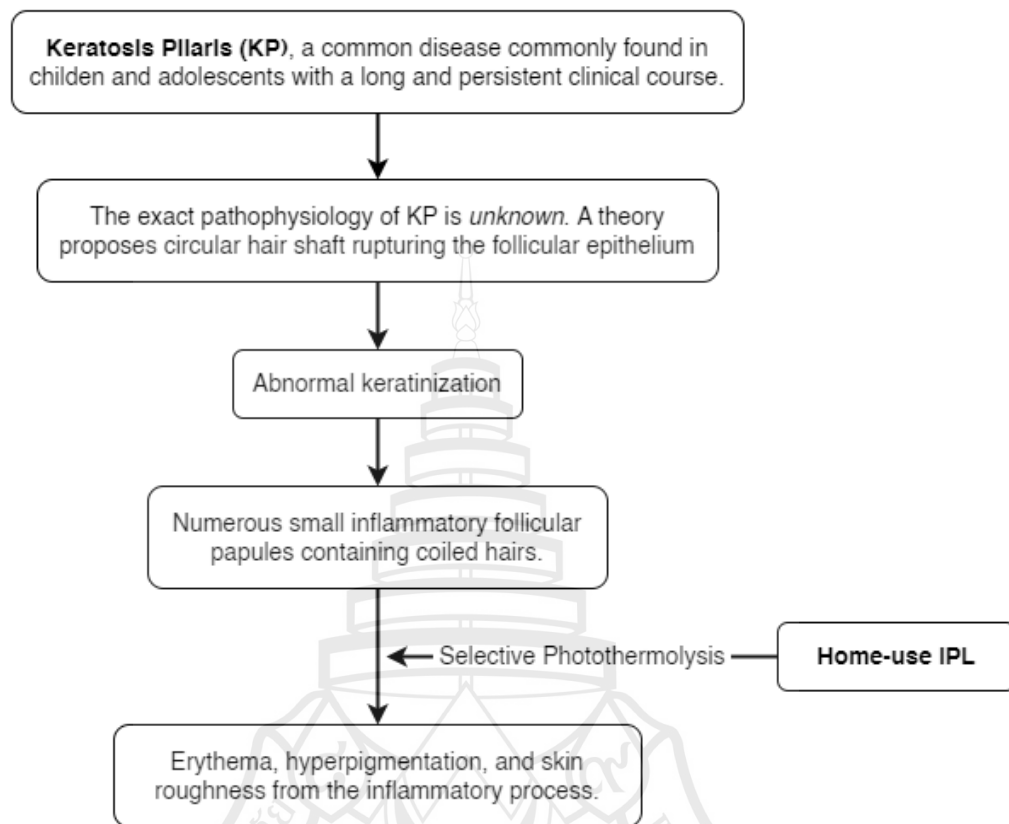 Keratosis Pilaris (KP), a common disease commonly found in
childen and adolescents with a long and persistent clinical course.
The exact pathophysiology of KP is unknown. A theory
proposes circular hair shaft rupturing the follicular epithelium
Abnormal keratinization
Numerous small inflammatory follicular
papules containing coiled hairs.
Selective Photothermolysis
Home-use IPL
Erythema, hyperpigmentation, and skin
roughness from the inflammatory process.